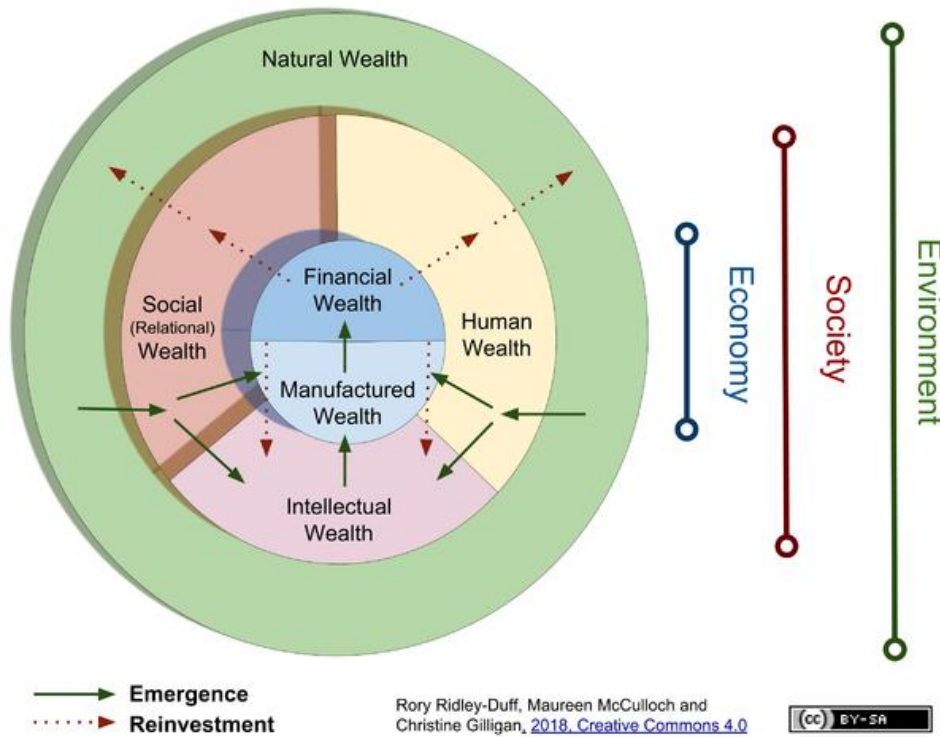 Natural Wealth
Financial
Wealth
Social
(Relational)
Wealth
Human
Wealth
Manufactured
Wealth
Intellectual
Wealth
Economy
Society
Environment
Emergence
Reinvestment
Rory Ridley-Duff, Maureen McCulloch and
Christine Gilligan, 2018, Creative Commons 4.0
cc BY-SA